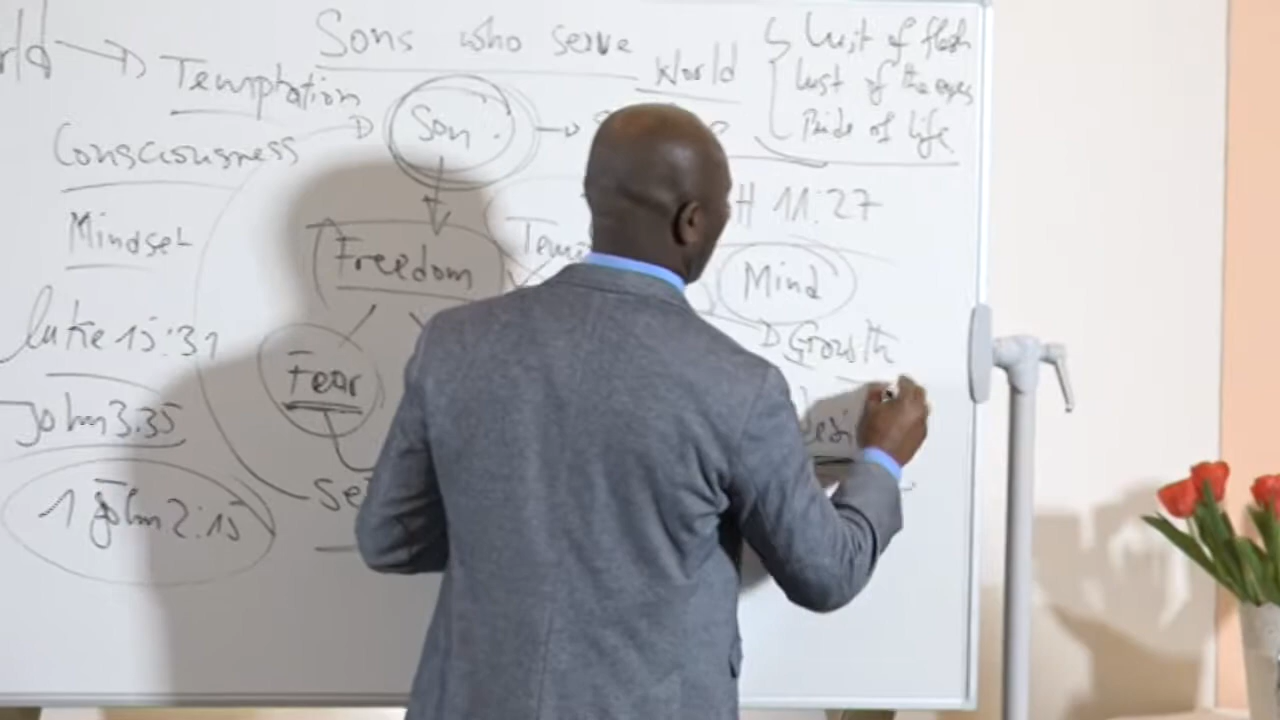 Sons who serve
World
Lust of flesh
Lust of the eyes
Pride of life
Temptation
Son
Consciousness
11:27
Mindset
Freedom
Mind
Luke 15:31
Growth
Fear
John 3.35
1 John 2:15